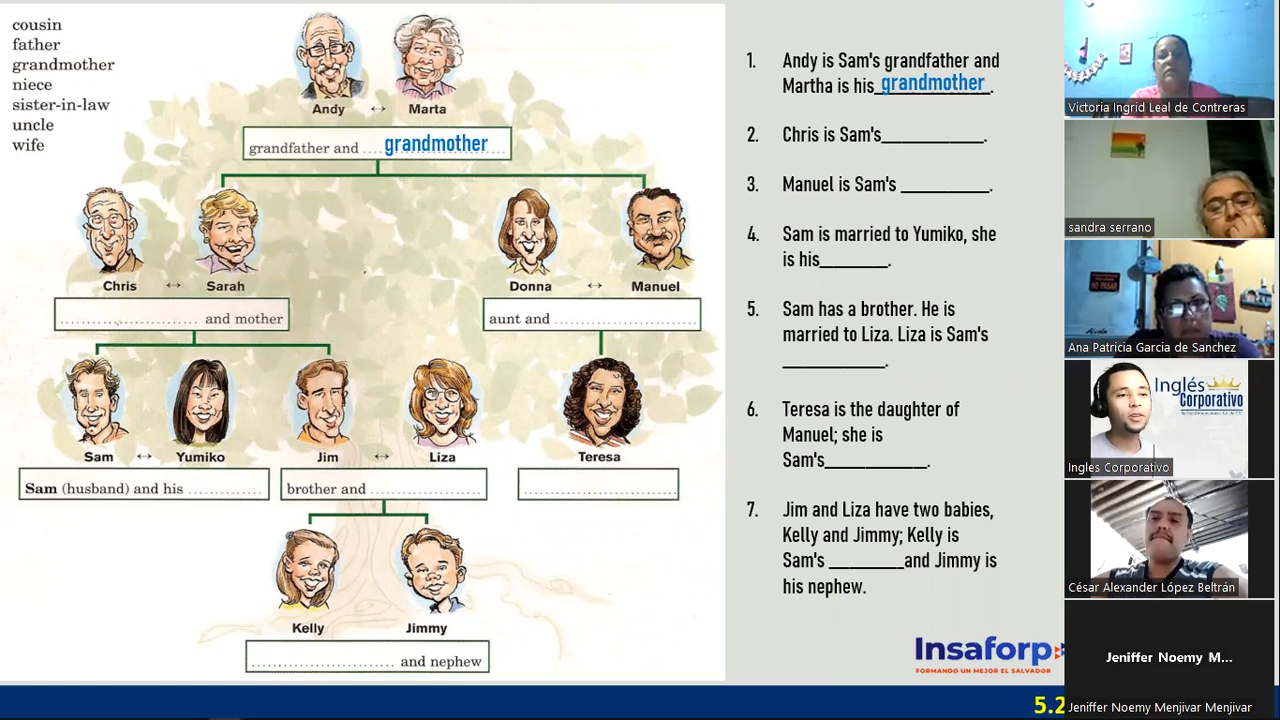 cousin
father
grandmother
niece
sister-in-law
uncle
wife
Andy ↔ Marta
grandfather and ..... grandmother
Chris ↔ Sarah
Donna ↔ Manuel
.............................. and mother
aunt and ..............................
Sam ↔ Yumiko
Jim ↔ Liza
Teresa
Sam (husband) and his ................
brother and ........................
..................................
Kelly
Jimmy
.............................. and nephew
1. Andy is Sam's grandfather and
Martha is his grandmother.
2. Chris is Sam's___________.
3. Manuel is Sam's __________.
4. Sam is married to Yumiko, she
is his________.
5. Sam has a brother. He is
married to Liza. Liza is Sam's
____________.
6. Teresa is the daughter of
Manuel; she is
Sam's____________.
7. Jim and Liza have two babies,
Kelly and Jimmy; Kelly is
Sam's _________and Jimmy is
his nephew.
Insaforp
FORMANDO UN MEJOR EL SALVADOR
5.2
Victoria Ingrid Leal de Contreras
sandra serrano
NO PASAR
Ana Patricia Garcia de Sanchez
Inglés
Corporativo
Ingles Corporativo
César Alexander López Beltrán
Jeniffer Noemy M...
Jeniffer Noemy Menjivar Menjivar